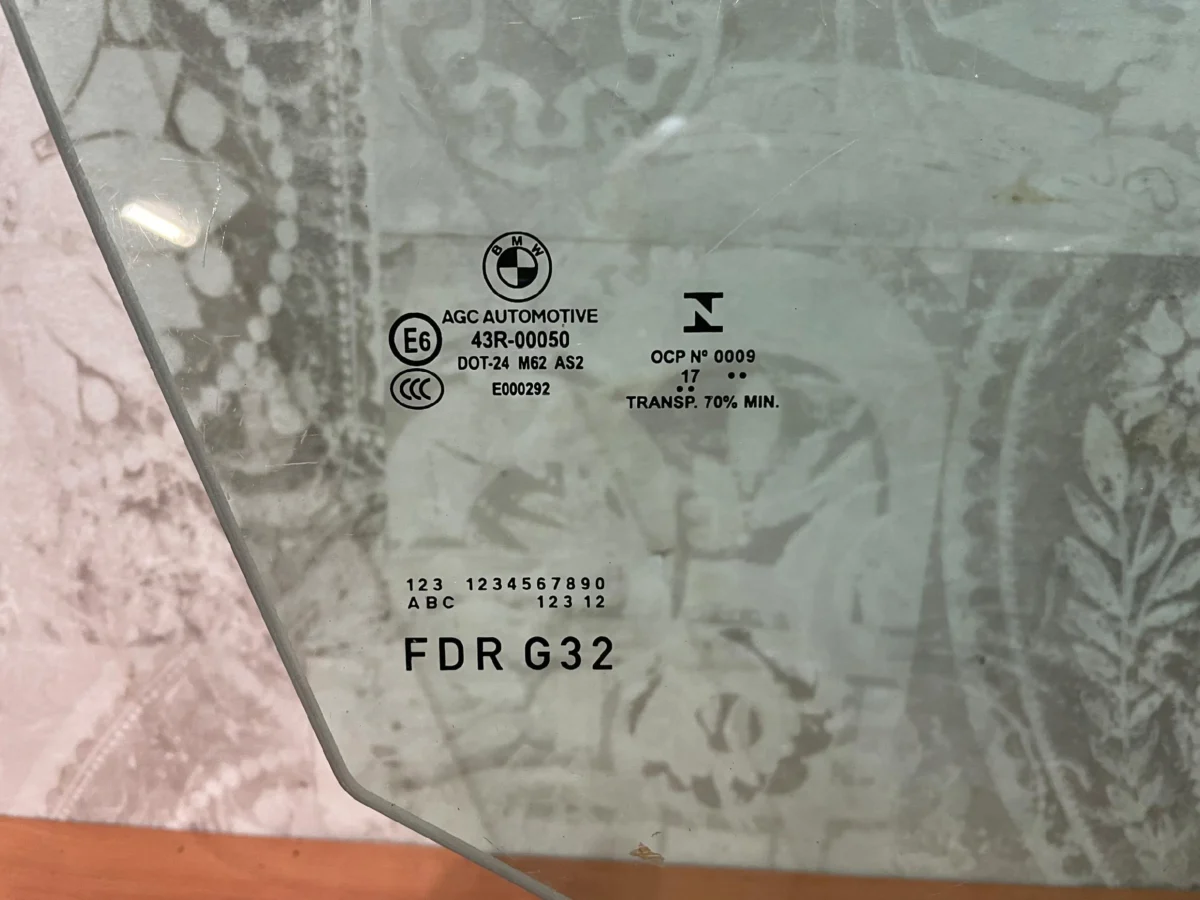 BMW
AGC AUTOMOTIVE
E6
43R-00050
DOT-24 M62 AS2
CCC
E000292
N
OCP Nº 0009
17 ••
••
TRANSP. 70% MIN.
123 1234567890
ABC 123 12
FDR G32